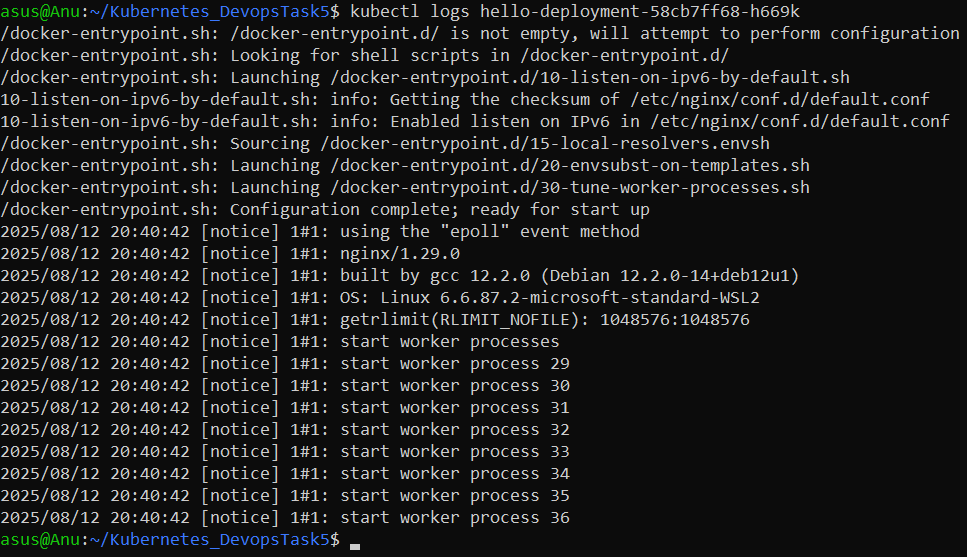 asus@Anu:~/Kubernetes_DevopsTask5$ kubectl logs hello-deployment-58cb7ff68-h669k
/docker-entrypoint.sh: /docker-entrypoint.d/ is not empty, will attempt to perform configuration
/docker-entrypoint.sh: Looking for shell scripts in /docker-entrypoint.d/
/docker-entrypoint.sh: Launching /docker-entrypoint.d/10-listen-on-ipv6-by-default.sh
10-listen-on-ipv6-by-default.sh: info: Getting the checksum of /etc/nginx/conf.d/default.conf
10-listen-on-ipv6-by-default.sh: info: Enabled listen on IPv6 in /etc/nginx/conf.d/default.conf
/docker-entrypoint.sh: Sourcing /docker-entrypoint.d/15-local-resolvers.envsh
/docker-entrypoint.sh: Launching /docker-entrypoint.d/20-envsubst-on-templates.sh
/docker-entrypoint.sh: Launching /docker-entrypoint.d/30-tune-worker-processes.sh
/docker-entrypoint.sh: Configuration complete; ready for start up
2025/08/12 20:40:42 [notice] 1#1: using the "epoll" event method
2025/08/12 20:40:42 [notice] 1#1: nginx/1.29.0
2025/08/12 20:40:42 [notice] 1#1: built by gcc 12.2.0 (Debian 12.2.0-14+deb12u1)
2025/08/12 20:40:42 [notice] 1#1: OS: Linux 6.6.87.2-microsoft-standard-WSL2
2025/08/12 20:40:42 [notice] 1#1: getrlimit(RLIMIT_NOFILE): 1048576:1048576
2025/08/12 20:40:42 [notice] 1#1: start worker processes
2025/08/12 20:40:42 [notice] 1#1: start worker process 29
2025/08/12 20:40:42 [notice] 1#1: start worker process 30
2025/08/12 20:40:42 [notice] 1#1: start worker process 31
2025/08/12 20:40:42 [notice] 1#1: start worker process 32
2025/08/12 20:40:42 [notice] 1#1: start worker process 33
2025/08/12 20:40:42 [notice] 1#1: start worker process 34
2025/08/12 20:40:42 [notice] 1#1: start worker process 35
2025/08/12 20:40:42 [notice] 1#1: start worker process 36
asus@Anu:~/Kubernetes_DevopsTask5$